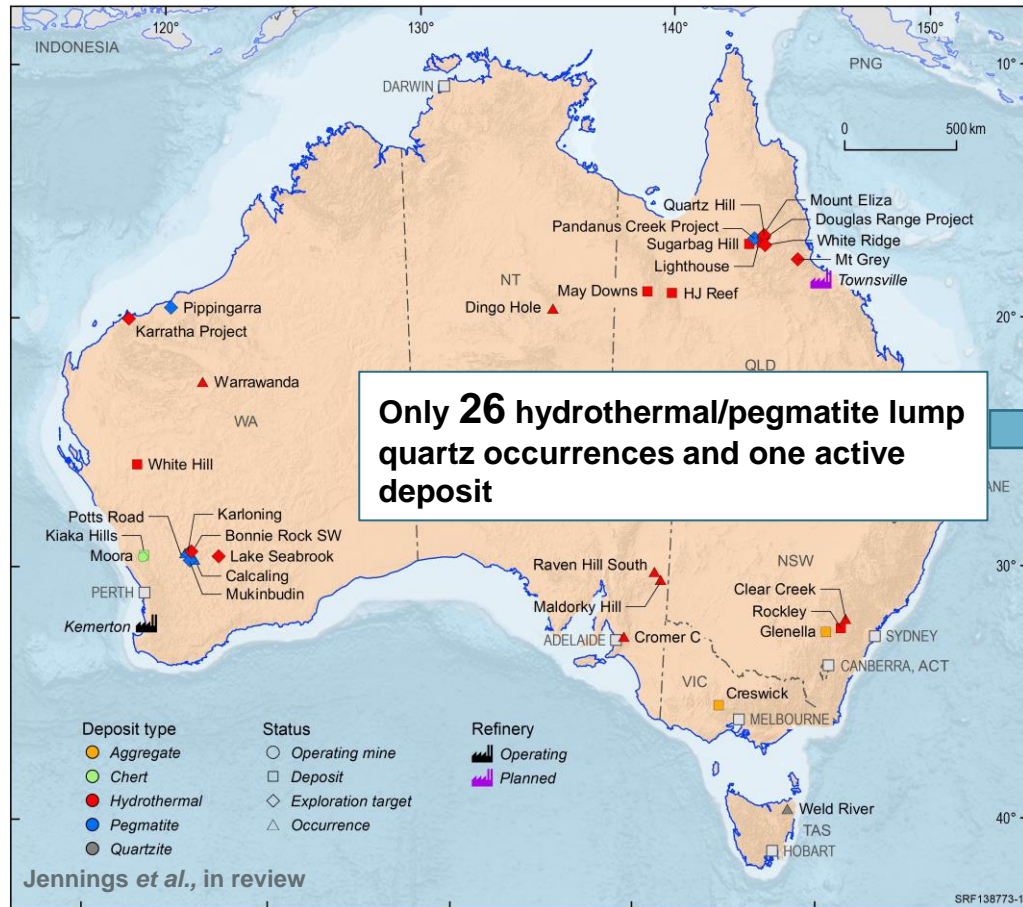 120°
130°
140°
150°
INDONESIA
PNG
10°
DARWIN
0
500 km
Quartz Hill
Mount Eliza
Pandanus Creek Project
Douglas Range Project
Sugarbag Hill
White Ridge
Lighthouse
Mt Grey
NT
May Downs
HJ Reef
Townsville
Pippingarra
Dingo Hole
Karratha Project
20°
QLD
Warrawanda
WA
Only 26 hydrothermal/pegmatite lump
quartz occurrences and one active
deposit
White Hill
ANE
Potts Road
Karloning
Kiaka Hills
Bonnie Rock SW
Moora
Lake Seabrook
Calcaling
Mukinbudin
PERTH
Kemerton
Raven Hill South
NSW
30°
Maldorky Hill
Clear Creek
Rockley
Glenella
ADELAIDE
Cromer C
SYDNEY
CANBERRA, ACT
VIC
Creswick
MELBOURNE
Deposit type
Aggregate
Chert
Hydrothermal
Pegmatite
Quartzite
Status
Operating mine
Deposit
Exploration target
Occurrence
Refinery
Operating
Planned
Weld River
TAS
40°
HOBART
Jennings et al., in review
SRF138773-1